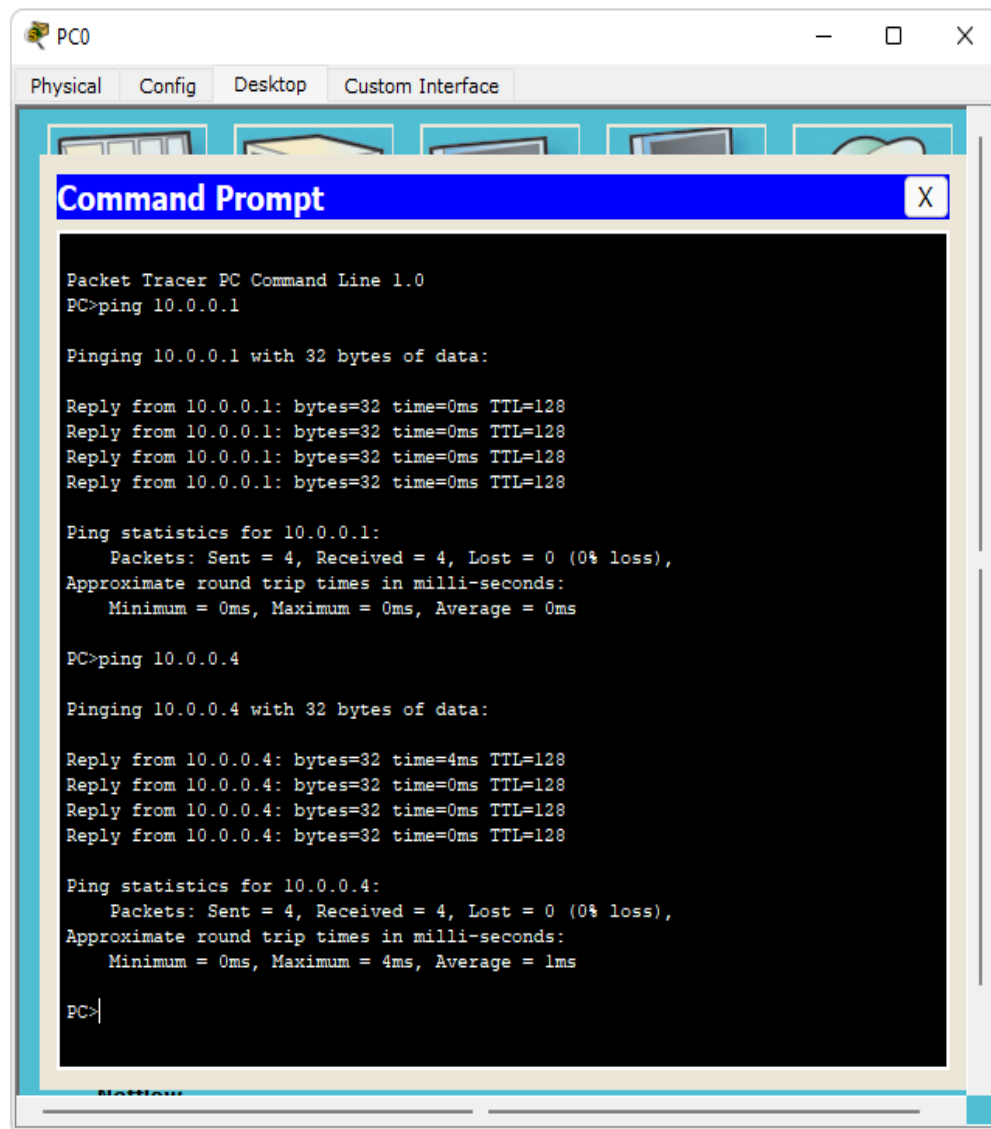 PC0
Physical Config Desktop Custom Interface
Command Prompt
X
Packet Tracer PC Command Line 1.0
PC>ping 10.0.0.1
Pinging 10.0.0.1 with 32 bytes of data:
Reply from 10.0.0.1: bytes=32 time=0ms TTL=128
Reply from 10.0.0.1: bytes=32 time=0ms TTL=128
Reply from 10.0.0.1: bytes=32 time=0ms TTL=128
Reply from 10.0.0.1: bytes=32 time=0ms TTL=128
Ping statistics for 10.0.0.1:
Packets: Sent = 4, Received = 4, Lost = 0 (0% loss),
Approximate round trip times in milli-seconds:
Minimum = 0ms, Maximum = 0ms, Average = 0ms
PC>ping 10.0.0.4
Pinging 10.0.0.4 with 32 bytes of data:
Reply from 10.0.0.4: bytes=32 time=4ms TTL=128
Reply from 10.0.0.4: bytes=32 time=0ms TTL=128
Reply from 10.0.0.4: bytes=32 time=0ms TTL=128
Reply from 10.0.0.4: bytes=32 time=0ms TTL=128
Ping statistics for 10.0.0.4:
Packets: Sent = 4, Received = 4, Lost = 0 (0% loss),
Approximate round trip times in milli-seconds:
Minimum = 0ms, Maximum = 4ms, Average = 1ms
PC>